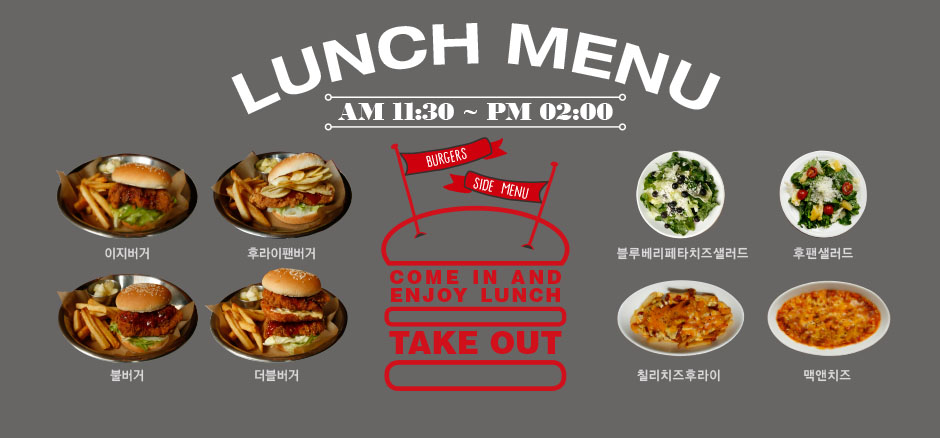 LUNCH MENU
AM 11:30 ~ PM 02:00
BURGERS
SIDE MENU
이지버거
후라이팬버거
불버거
더블버거
COME IN AND
ENJOY LUNCH
TAKE OUT
블루베리페타치즈샐러드
후팬샐러드
칠리치즈후라이
맥앤치즈